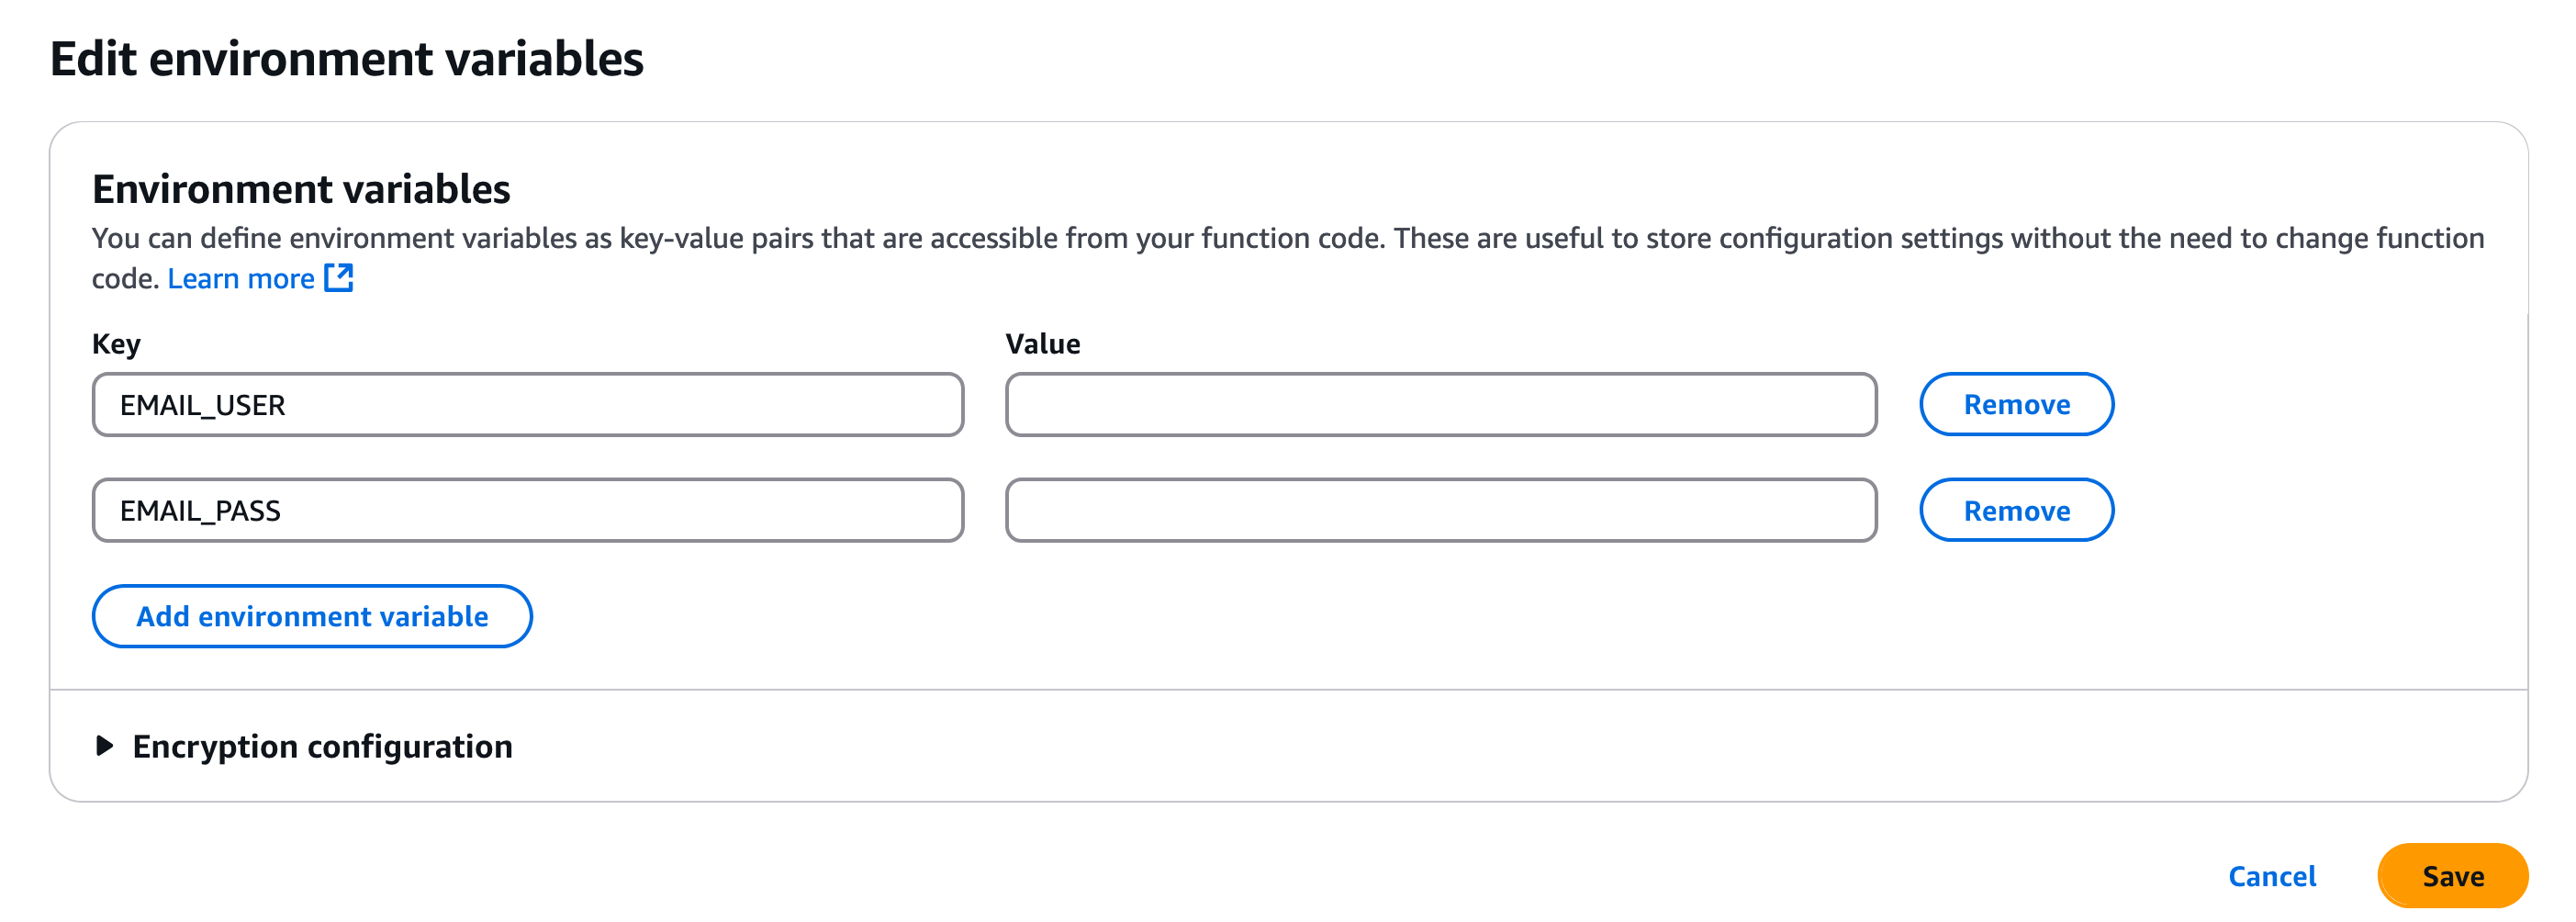 Edit environment variables
Environment variables
You can define environment variables as key-value pairs that are accessible from your function code. These are useful to store configuration settings without the need to change function
code. Learn more
Key Value
EMAIL_USER Remove
EMAIL_PASS Remove
Add environment variable
Encryption configuration
Cancel Save